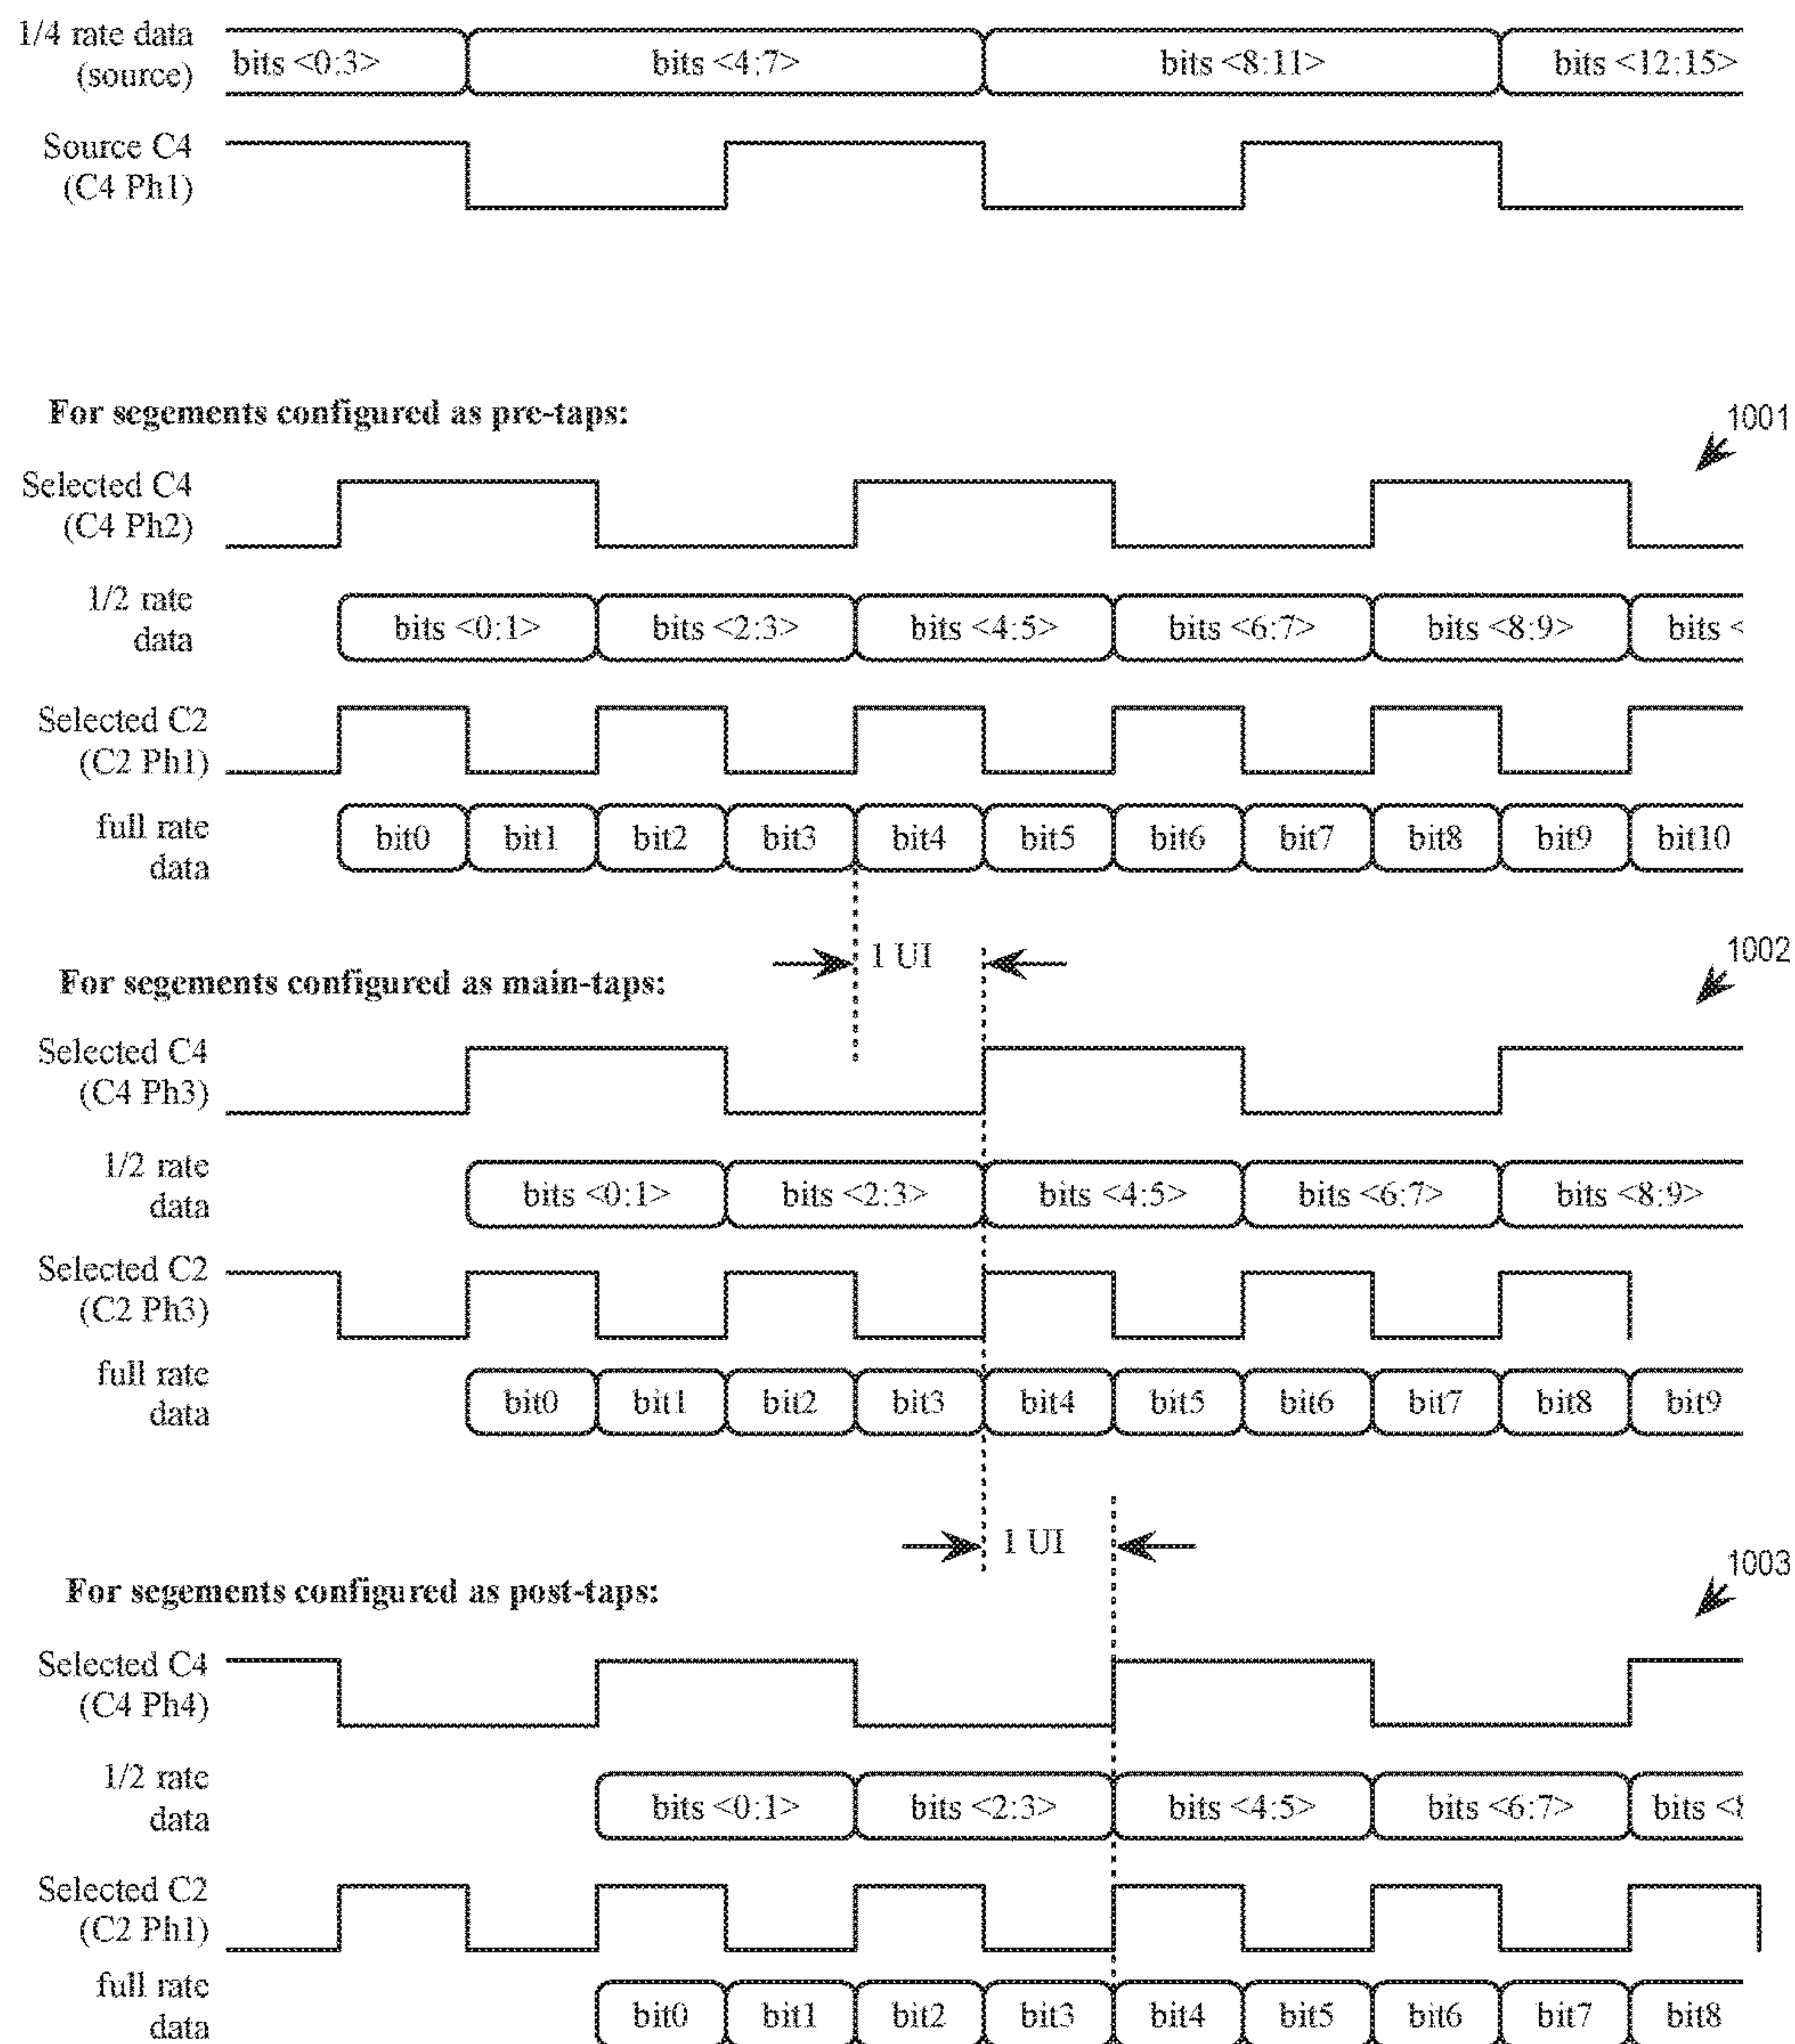 1/4 rate data
(source)
bits <0:3>
bits <4:7>
bits <8:11>
bits <12:15>
Source C4
(C4 Ph1)
For segements configured as pre-taps:
1001
Selected C4
(C4 Ph2)
1/2 rate
data
bits <0:1>
bits <2:3>
bits <4:5>
bits <6:7>
bits <8:9>
bits <
Selected C2
(C2 Ph1)
full rate
data
bit0
bit1
bit2
bit3
bit4
bit5
bit6
bit7
bit8
bit9
bit10
1 UI
1002
For segements configured as main-taps:
Selected C4
(C4 Ph3)
1/2 rate
data
bits <0:1>
bits <2:3>
bits <4:5>
bits <6:7>
bits <8:9>
Selected C2
(C2 Ph3)
full rate
data
bit0
bit1
bit2
bit3
bit4
bit5
bit6
bit7
bit8
bit9
1 UI
1003
For segements configured as post-taps:
Selected C4
(C4 Ph4)
1/2 rate
data
bits <0:1>
bits <2:3>
bits <4:5>
bits <6:7>
bits <
Selected C2
(C2 Ph1)
full rate
data
bit0
bit1
bit2
bit3
bit4
bit5
bit6
bit7
bit8